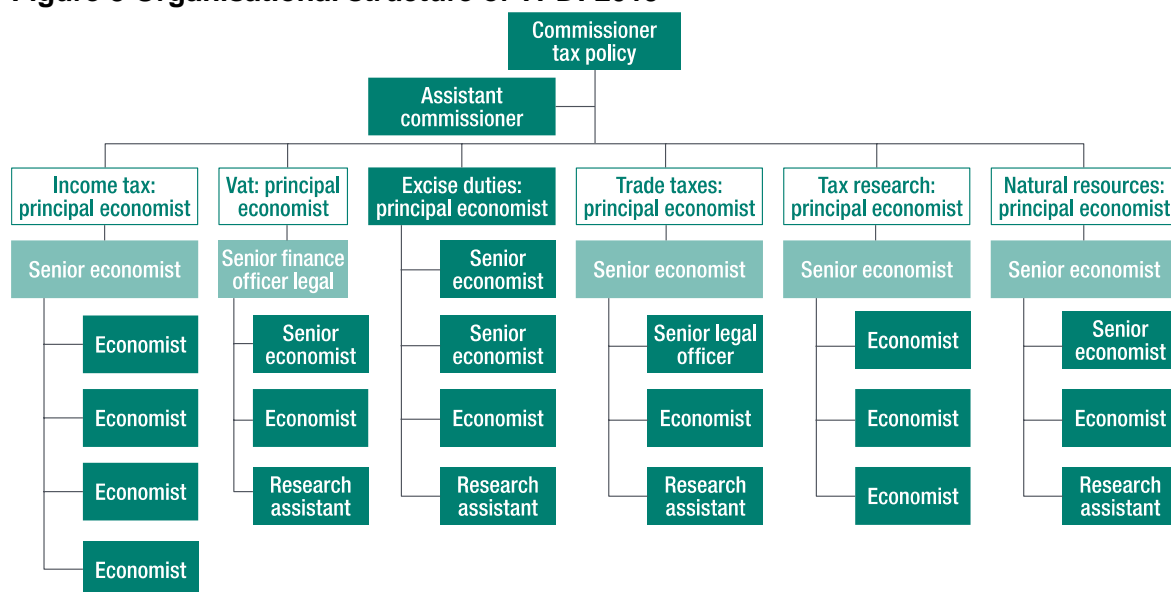 Commissioner
tax policy
Assistant
commissioner
Income tax:
principal economist
Vat: principal
economist
Excise duties:
principal economist
Trade taxes:
principal economist
Tax research:
principal economist
Natural resources:
principal economist
Senior economist
Senior finance
officer legal
Senior
economist
Senior economist
Senior economist
Senior economist
Economist
Senior
economist
Senior
economist
Senior legal
officer
Economist
Senior
economist
Economist
Economist
Economist
Economist
Economist
Economist
Economist
Research
assistant
Research
assistant
Research
assistant
Economist
Research
assistant
Economist